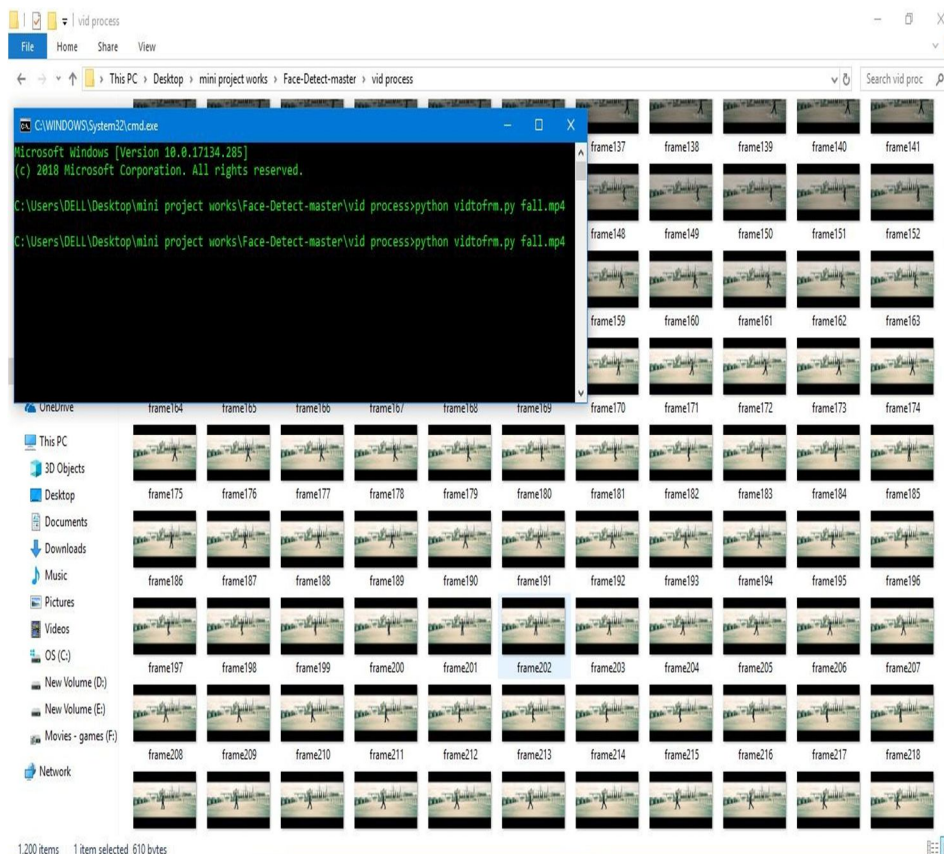 vid process
File Home Share View
This PC > Desktop > mini project works > Face-Detect-master > vid process
Search vid proc
C:\WINDOWS\System32\cmd.exe
Microsoft Windows [Version 10.0.17134.285]
(c) 2018 Microsoft Corporation. All rights reserved.
C:\Users\DELL\Desktop\mini project works\Face-Detect-master\vid process>python vidtofrm.py fall.mp4
C:\Users\DELL\Desktop\mini project works\Face-Detect-master\vid process>python vidtofrm.py fall.mp4
frame137 frame138 frame139 frame140 frame141
frame148 frame149 frame150 frame151 frame152
frame159 frame160 frame161 frame162 frame163
OneDrive
frame164 frame165 frame166 frame167 frame168 frame169 frame170 frame171 frame172 frame173 frame174
This PC
3D Objects
Desktop
Documents
Downloads
Music
Pictures
Videos
OS (C:)
New Volume (D:)
New Volume (E:)
Movies - games (F:)
Network
frame175 frame176 frame177 frame178 frame179 frame180 frame181 frame182 frame183 frame184 frame185
frame186 frame187 frame188 frame189 frame190 frame191 frame192 frame193 frame194 frame195 frame196
frame197 frame198 frame199 frame200 frame201 frame202 frame203 frame204 frame205 frame206 frame207
frame208 frame209 frame210 frame211 frame212 frame213 frame214 frame215 frame216 frame217 frame218
1,200 items 1 item selected 610 bytes